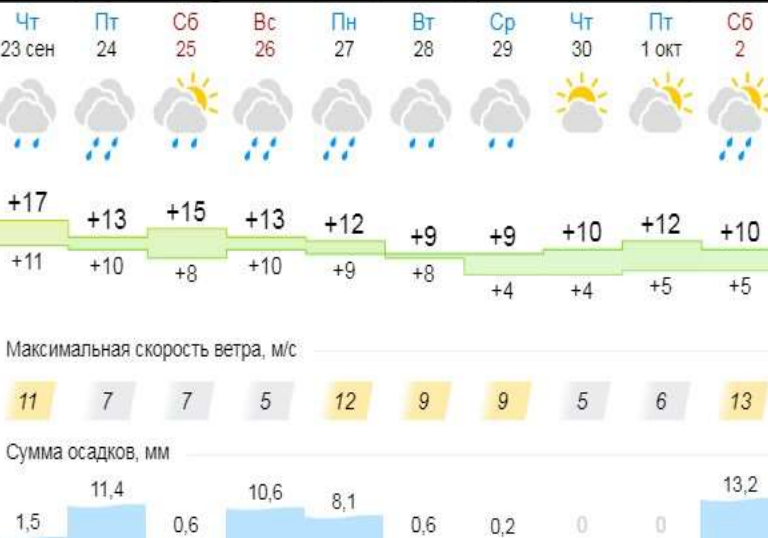 Чт Пт Сб Вс Пн Вт Ср Чт Пт Сб
23 сен 24 25 26 27 28 29 30 1 окт 2
+17 +13 +15 +13 +12 +9 +9 +10 +12 +10
+11 +10 +8 +10 +9 +8 +4 +4 +5 +5
Максимальная скорость ветра, м/с
11 7 7 5 12 9 9 5 6 13
Сумма осадков, мм
1,5 11,4 0,6 10,6 8,1 0,6 0,2 0 0 13,2